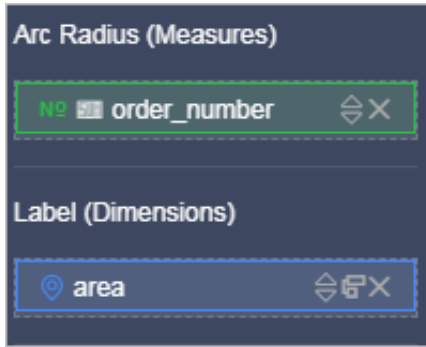 Arc Radius (Measures)
Nº order_number
Label (Dimensions)
area